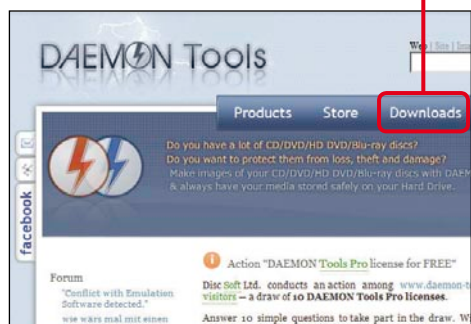 DAEMON Tools
Web | Site |
Products Store Downloads
Do you have a lot of CD/DVD/HD DVD/Blu-ray discs?
Do you want to protect them from loss, theft and damage?
Make images of your CD/DVD/HD DVD/Blu-ray discs with DAEM
& always have your media stored safely on your Hard Drive.
facebook
Action "DAEMON Tools Pro license for FREE"
Disc Soft Ltd. conducts an action among www.daemon-t
visitors – a draw of 10 DAEMON Tools Pro licenses.
Answer 10 simple questions to take part in the draw. W
Forum
"Conflict with Emulation
Software detected."
wie wärs mal mit einen